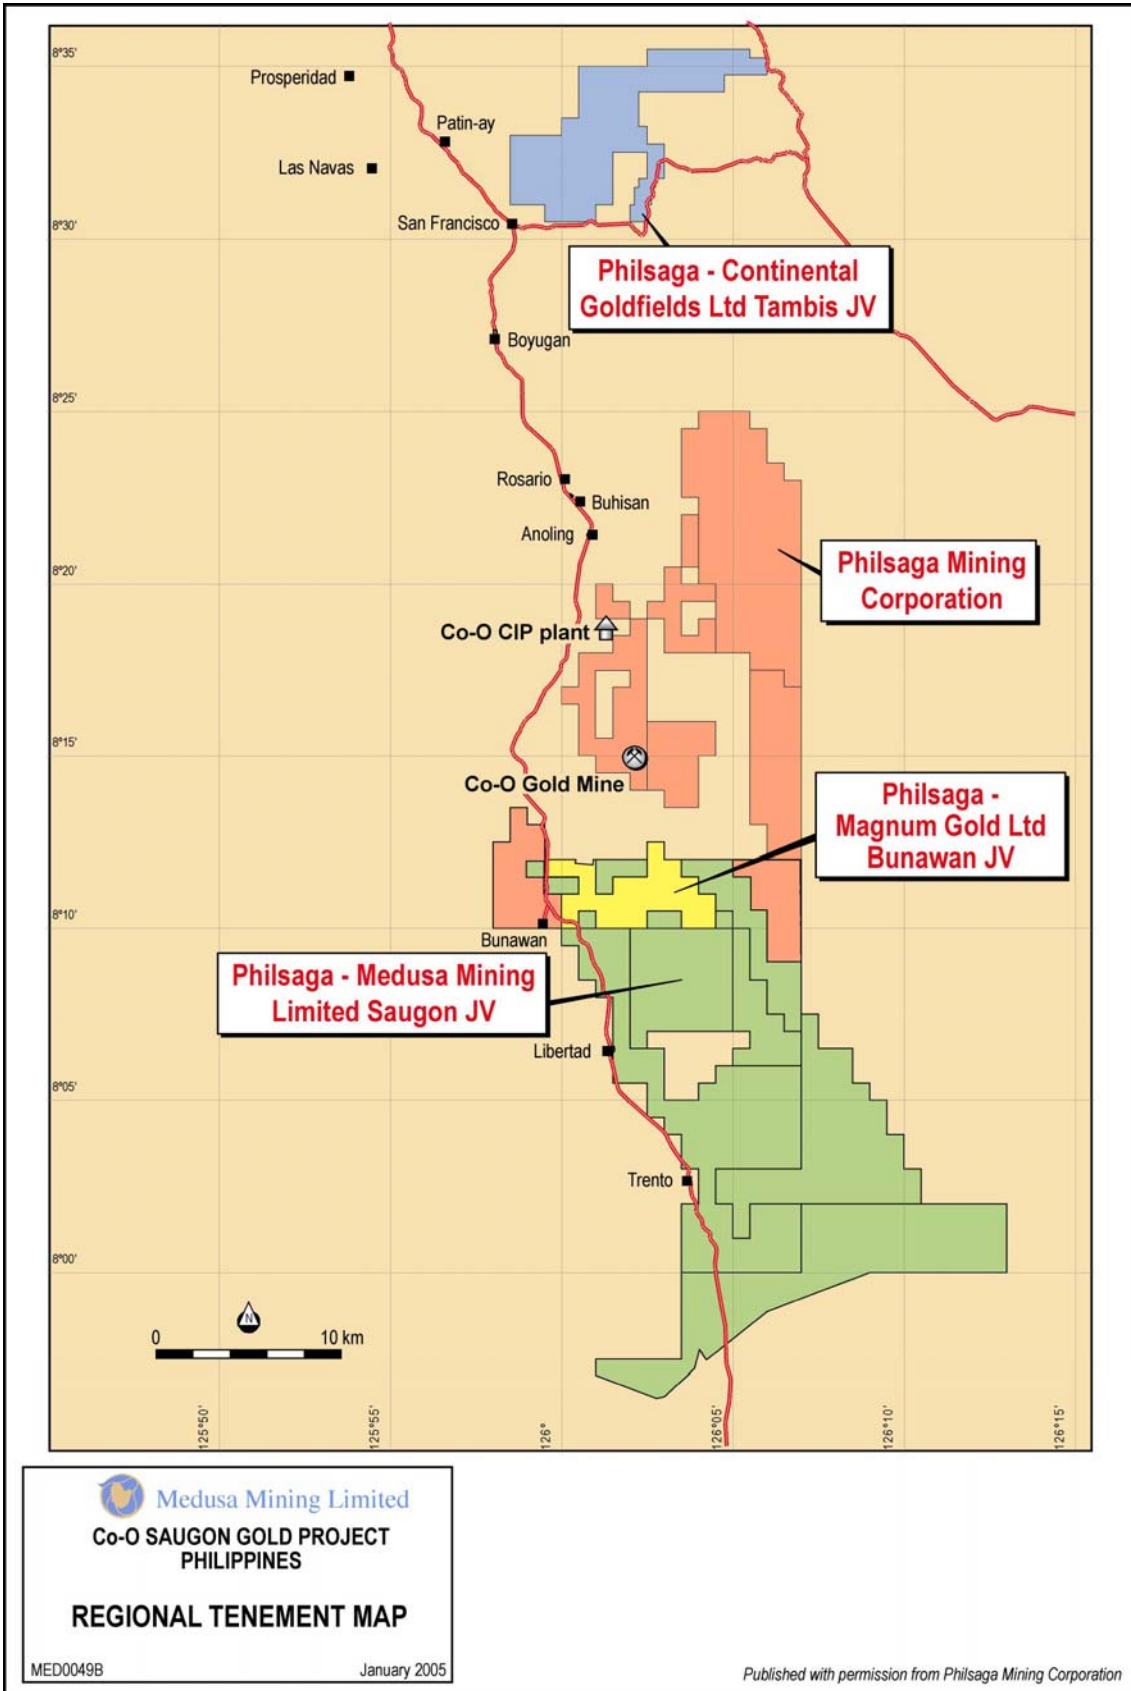 8°35'
Prosperidad
Patin-ay
Las Navas
San Francisco
8°30'
Philsaga - Continental
Goldfields Ltd Tambis JV
Boyugan
8°25'
Rosario
Buhisan
Anoling
Philsaga Mining
Corporation
8°20'
Co-O CIP plant
8°15'
Co-O Gold Mine
Philsaga -
Magnum Gold Ltd
Bunawan JV
8°10'
Bunawan
Philsaga - Medusa Mining
Limited Saugon JV
Libertad
8°05'
Trento
8°00'
N
0 10 km
125°50'
125°55'
126°
126°05'
126°10'
126°15'
Medusa Mining Limited
Co-O SAUGON GOLD PROJECT
PHILIPPINES
REGIONAL TENEMENT MAP
MED0049B January 2005
Published with permission from Philsaga Mining Corporation